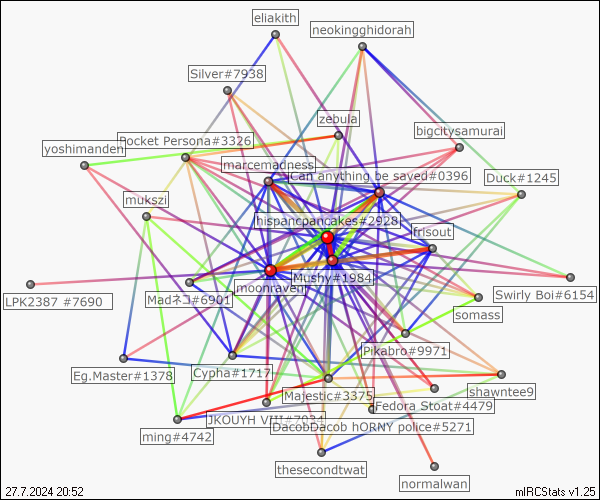 eliakith
neokingghidorah
Silver#7938
zebula
bigcitysamurai
Pocket Persona#3326
yoshimanden
marcemadness
Can anything be saved#0396
Duck#1245
mukszi
hispanicpancakes#2928
frisout
Mushy#1984
moonraven
Swirly Boi#6154
LPK2387 #7690
Madネコ#6901
somass
Pikabro#9971
Eg.Master#1378
Cypha#1717
shawntee9
Majestic#3375
Fedora Stoat#4479
JKOUYH VIII#7034
DacobDacob hORNY police#5271
ming#4742
thesecondtwat
normalwan
27.7.2024 20:52
mIRCStats v1.25